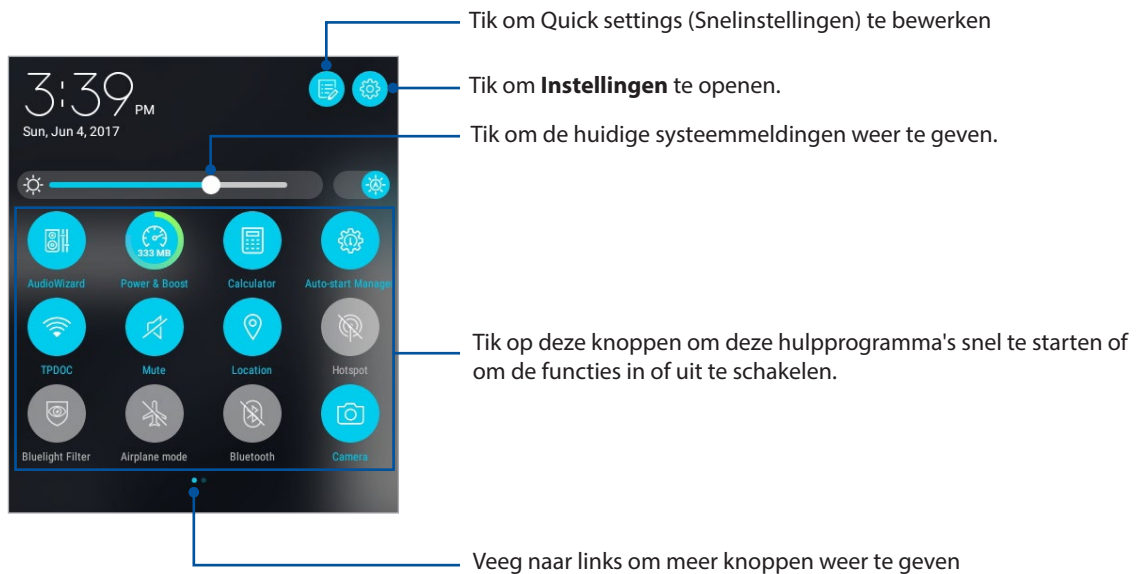 Tik om Quick settings (Snelinstellingen) te bewerken
3:39 PM
Sun, Jun 4, 2017
Tik om Instellingen te openen.
Tik om de huidige systeemmeldingen weer te geven.
A
333 MB
AudioWizard
Power & Boost
Calculator
Auto-start Manage
TPDOC
Mute
Location
Hotspot
Tik op deze knoppen om deze hulpprogramma's snel te starten of
om de functies in of uit te schakelen.
Bluelight Filter
Airplane mode
Bluetooth
Camera
Veeg naar links om meer knoppen weer te geven